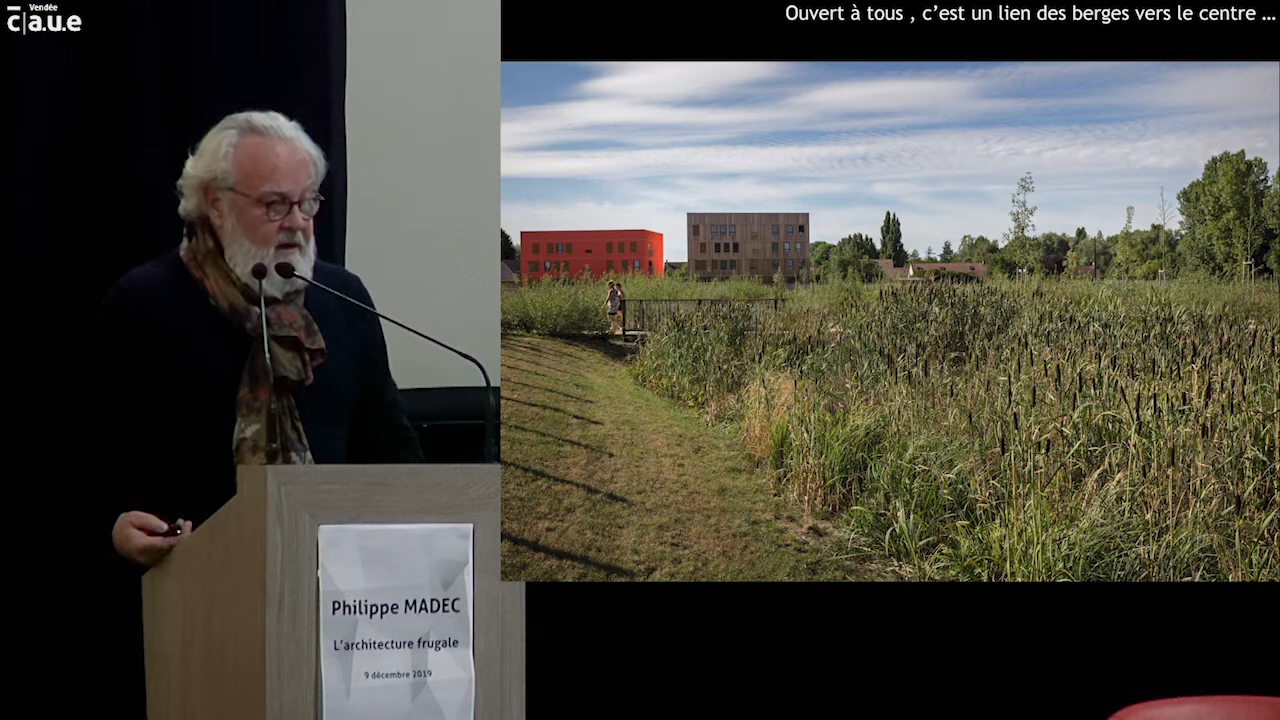 Vendée
c|a.u.e
Ouvert à tous , c’est un lien des berges vers le centre …
Philippe MADEC
L’architecture frugale
9 décembre 2019